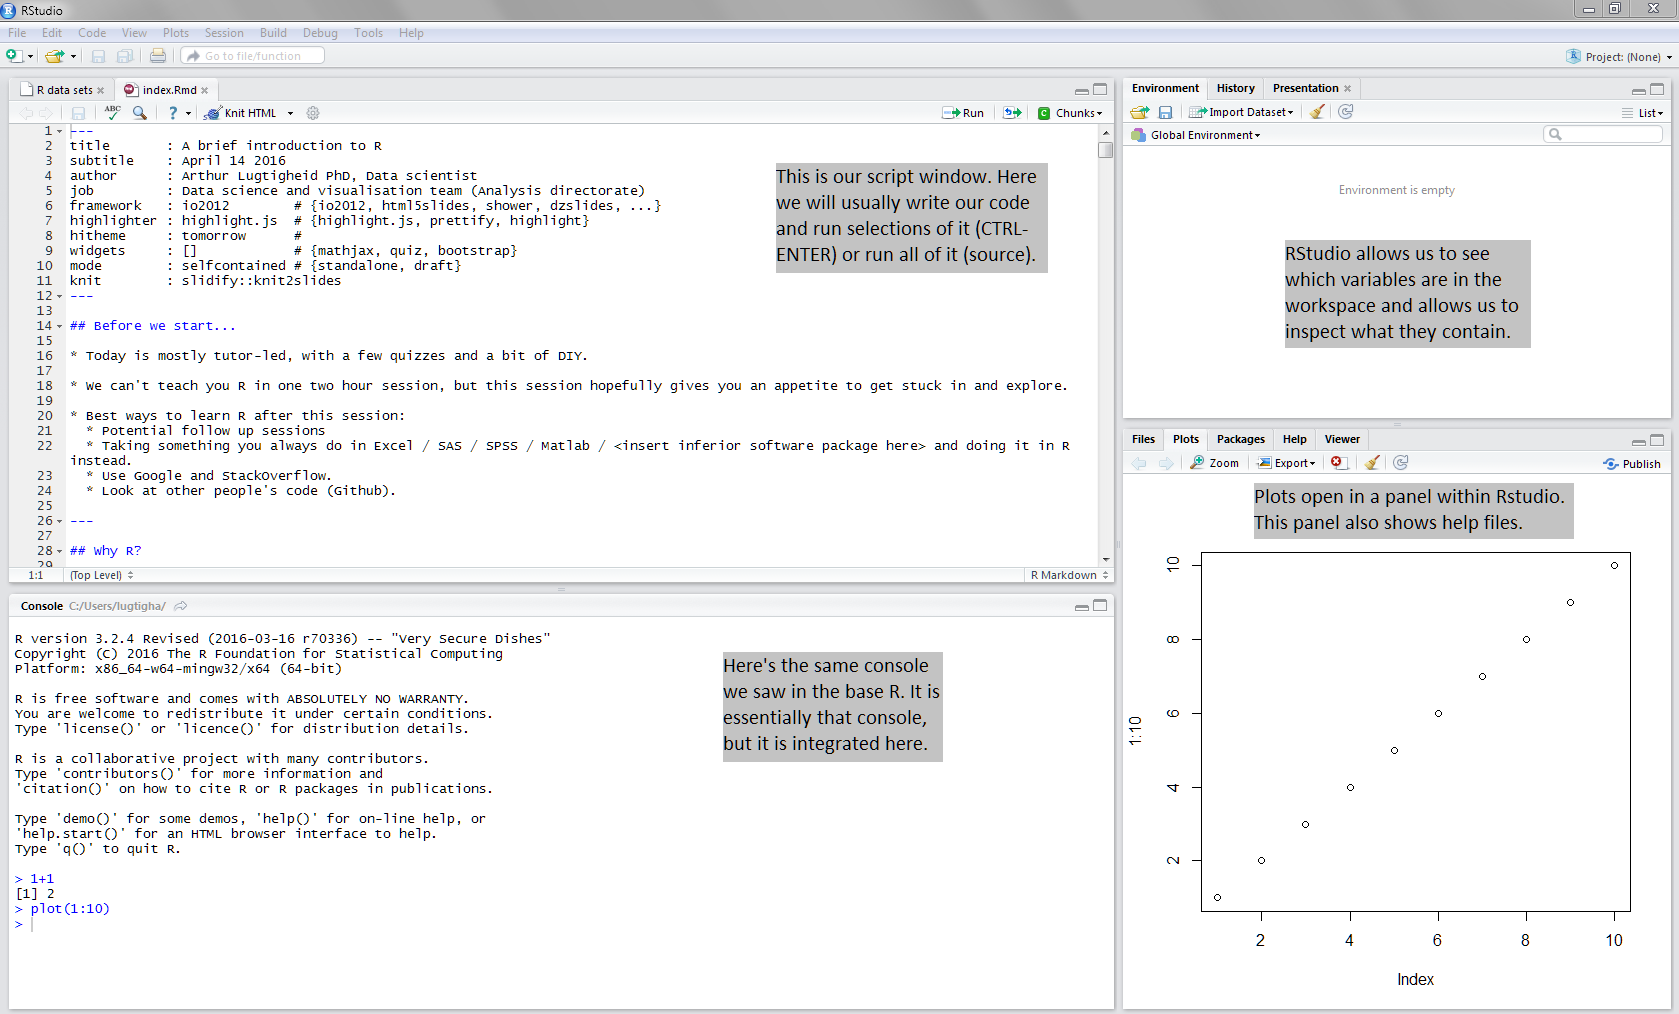 RStudio
File Edit Code View Plots Session Build Debug Tools Help
Go to file/function
Project: (None)
R data sets
index.Rmd
ABC
Knit HTML
Run
Chunks
1 ---
2 title       : A brief introduction to R
3 subtitle    : April 14 2016
4 author      : Arthur Lugtigheid PhD, Data scientist
5 job         : Data science and visualisation team (Analysis directorate)
6 framework   : io2012        # {io2012, html5slides, shower, dzslides, ...}
7 highlighter : highlight.js  # {highlight.js, prettify, highlight}
8 hitheme     : tomorrow      #
9 widgets     : []            # {mathjax, quiz, bootstrap}
10 mode        : selfcontained # {standalone, draft}
11 knit        : slidify::knit2slides
12 ---
13
14 ## Before we start...
15
16 * Today is mostly tutor-led, with a few quizzes and a bit of DIY.
17
18 * We can't teach you R in one two hour session, but this session hopefully gives you an appetite to get stuck in and explore.
19
20 * Best ways to learn R after this session:
21   * Potential follow up sessions
22   * Taking something you always do in Excel / SAS / SPSS / Matlab / <insert inferior software package here> and doing it in R
instead.
23   * Use Google and StackOverflow.
24   * Look at other people's code (Github).
25
26 ---
27
28 ## Why R?
29
1:1 (Top Level)
R Markdown
This is our script window. Here
we will usually write our code
and run selections of it (CTRL-
ENTER) or run all of it (source).
Console C:/Users/lugtigha/
R version 3.2.4 Revised (2016-03-16 r70336) -- "Very Secure Dishes"
Copyright (C) 2016 The R Foundation for Statistical Computing
Platform: x86_64-w64-mingw32/x64 (64-bit)
R is free software and comes with ABSOLUTELY NO WARRANTY.
You are welcome to redistribute it under certain conditions.
Type 'license()' or 'licence()' for distribution details.
R is a collaborative project with many contributors.
Type 'contributors()' for more information and
'citation()' on how to cite R or R packages in publications.
Type 'demo()' for some demos, 'help()' for on-line help, or
'help.start()' for an HTML browser interface to help.
Type 'q()' to quit R.
> 1+1
[1] 2
> plot(1:10)
>
Here's the same console
we saw in the base R. It is
essentially that console,
but it is integrated here.
Environment History Presentation
Import Dataset
List
Global Environment
Environment is empty
RStudio allows us to see
which variables are in the
workspace and allows us to
inspect what they contain.
Files Plots Packages Help Viewer
Zoom Export
Publish
Plots open in a panel within Rstudio.
This panel also shows help files.
10
8
6
4
2
1:10
2 4 6 8 10
Index